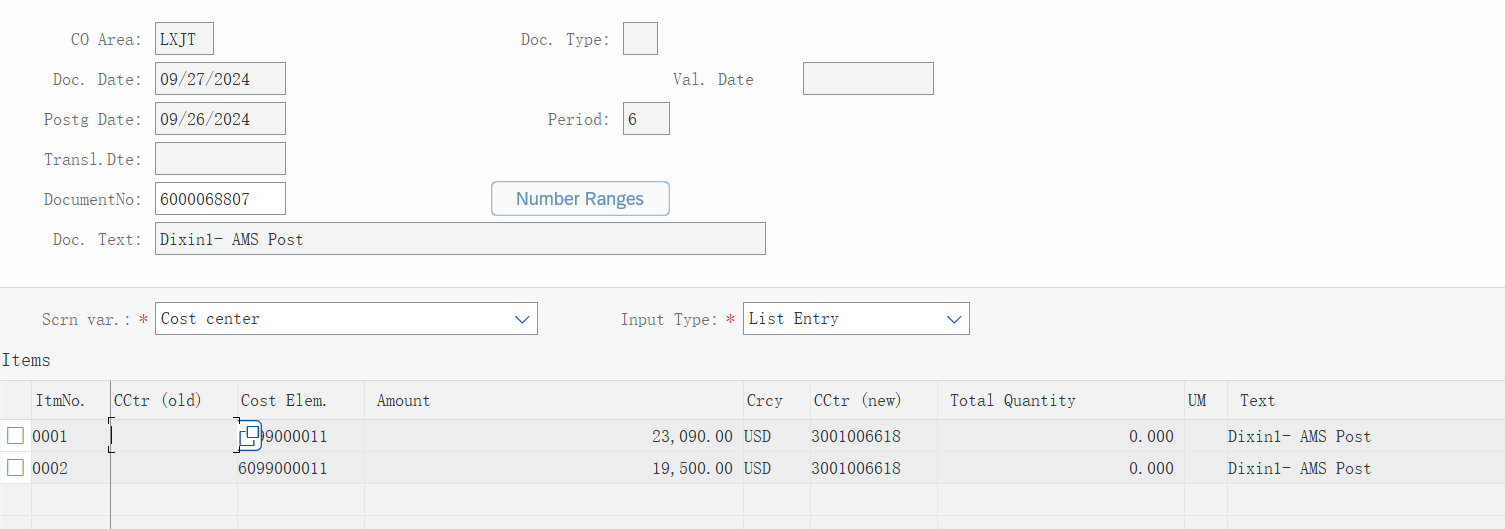 CO Area: LXJT Doc. Type:
Doc. Date: 09/27/2024 Val. Date
Postg Date: 09/26/2024 Period: 6
Transl.Dte:
DocumentNo: 6000068807 Number Ranges
Doc. Text: Dixin1- AMS Post
Scrn var.: * Cost center Input Type: * List Entry
Items
ItmNo. CCtr (old) Cost Elem. Amount Crcy CCtr (new) Total Quantity UM Text
0001 99000011 23,090.00 USD 3001006618 0.000 Dixin1- AMS Post
0002 6099000011 19,500.00 USD 3001006618 0.000 Dixin1- AMS Post